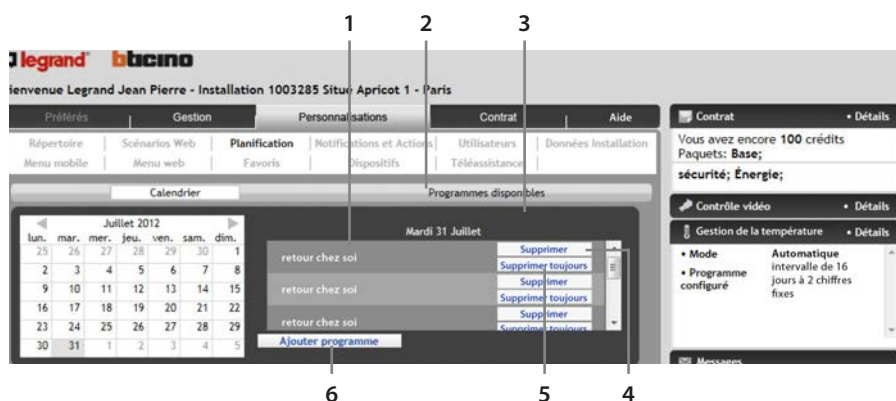 1 2 3
legrand bticino
ienvenue Legrand Jean Pierre - Installation 1003285 Situé Apricot 1 - Paris
Préférés Gestion Personnalisations Contrat Aide
Répertoire Scénarios Web Planification Notifications et Actions Utilisateurs Données Installation
Menu mobile Menu web Favoris Dispositifs Téléassistance
Calendrier Programmes disponibles
Juillet 2012
lun. mar. mer. jeu. ven. sam. dim.
25 26 27 28 29 30 1
2 3 4 5 6 7 8
9 10 11 12 13 14 15
16 17 18 19 20 21 22
23 24 25 26 27 28 29
30 31 1 2 3 4 5
Mardi 31 Juillet
retour chez soi Supprimer
Supprimer toujours
retour chez soi Supprimer
Supprimer toujours
retour chez soi Supprimer
Supprimer toujours
Ajouter programme
Contrat • Détails
Vous avez encore 100 crédits
Paquets: Base;
sécurité; Énergie;
Contrôle vidéo • Détails
Gestion de la température • Détails
• Mode Automatique
• Programme configuré intervalle de 16 jours à 2 chiffres fixes
Messages
6 5 4